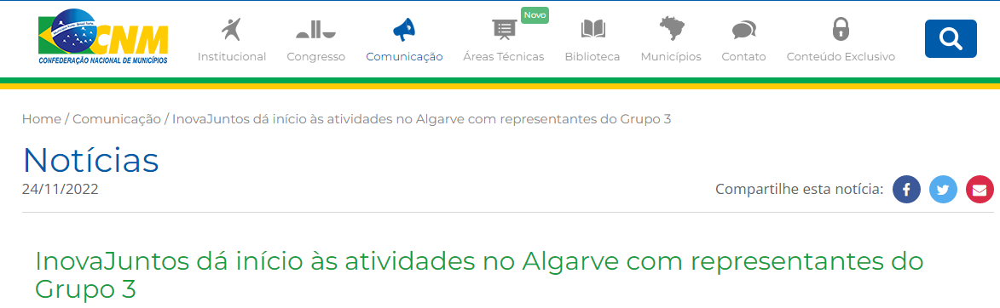 CNM
CONFEDERAÇÃO NACIONAL DE MUNICÍPIOS
Institucional
Congresso
Comunicação
Novo
Áreas Técnicas
Biblioteca
Municípios
Contato
Conteúdo Exclusivo
Home / Comunicação / InovaJuntos dá início às atividades no Algarve com representantes do Grupo 3
Notícias
24/11/2022
Compartilhe esta notícia:
InovaJuntos dá início às atividades no Algarve com representantes do
Grupo 3